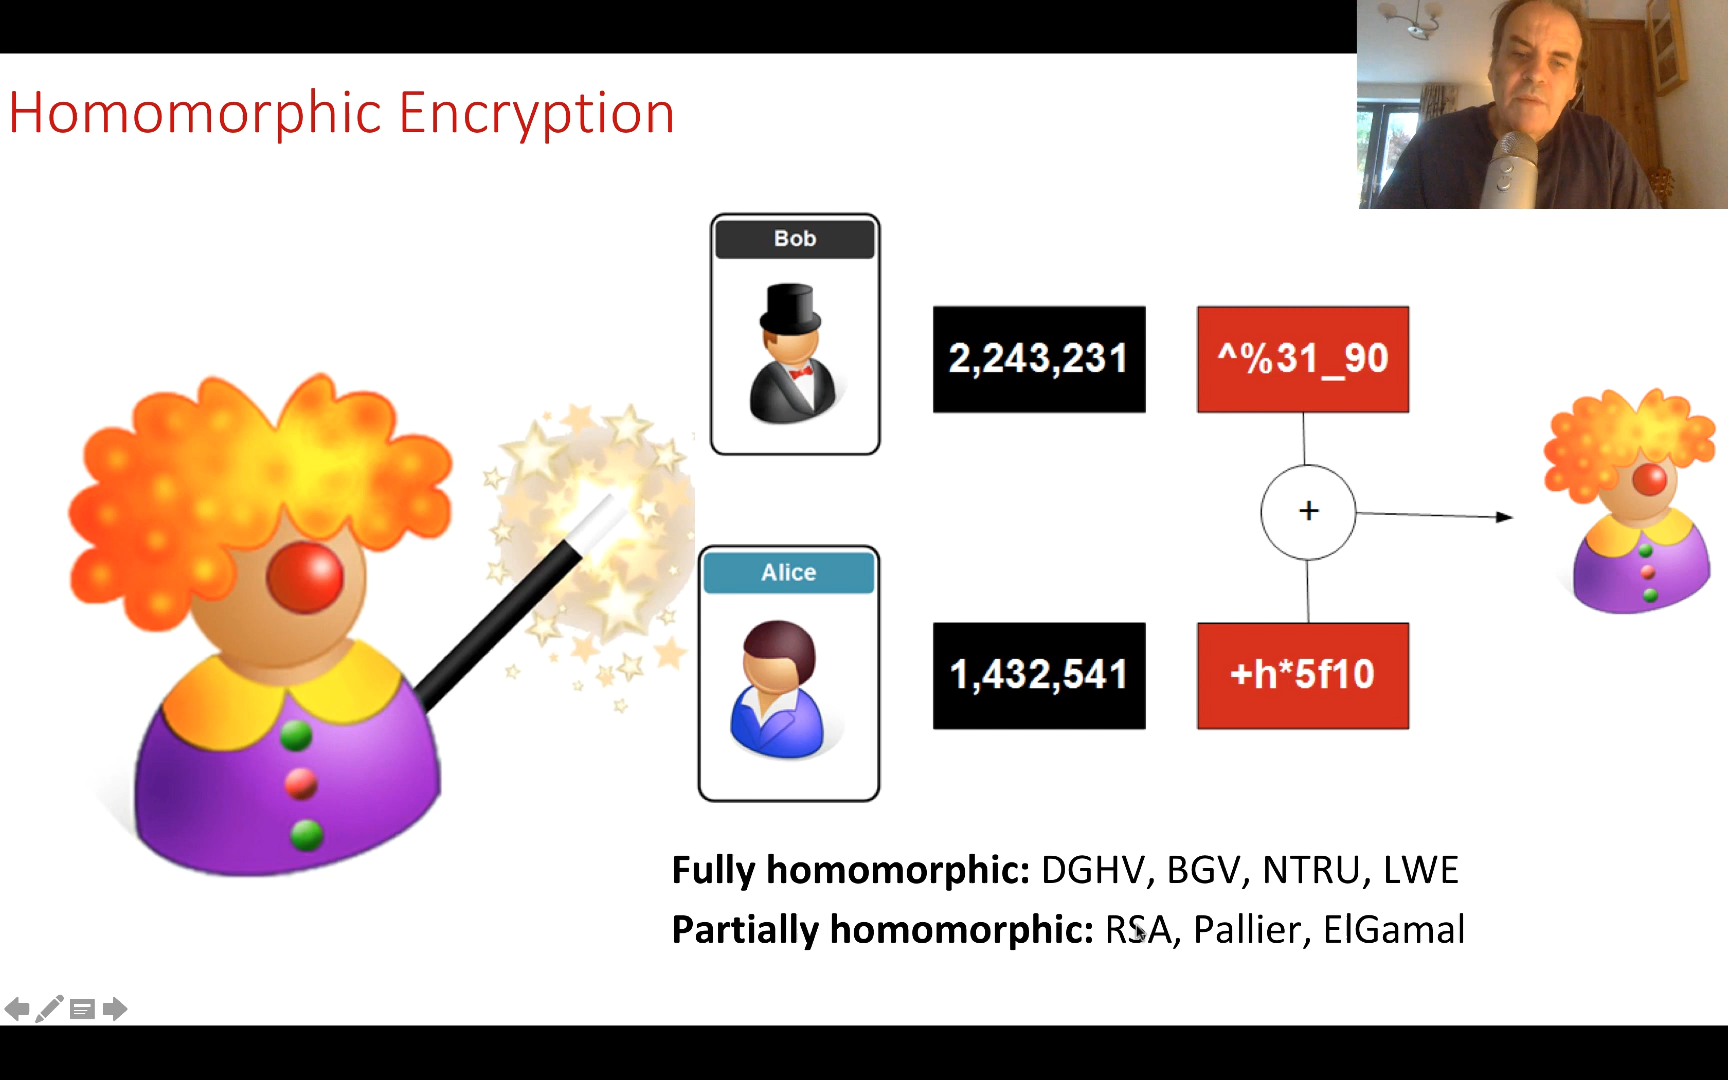 Homomorphic Encryption
Bob
2,243,231
^%31_90
+
Alice
1,432,541
+h*5f10
Fully homomorphic: DGHV, BGV, NTRU, LWE
Partially homomorphic: RSA, Pallier, ElGamal